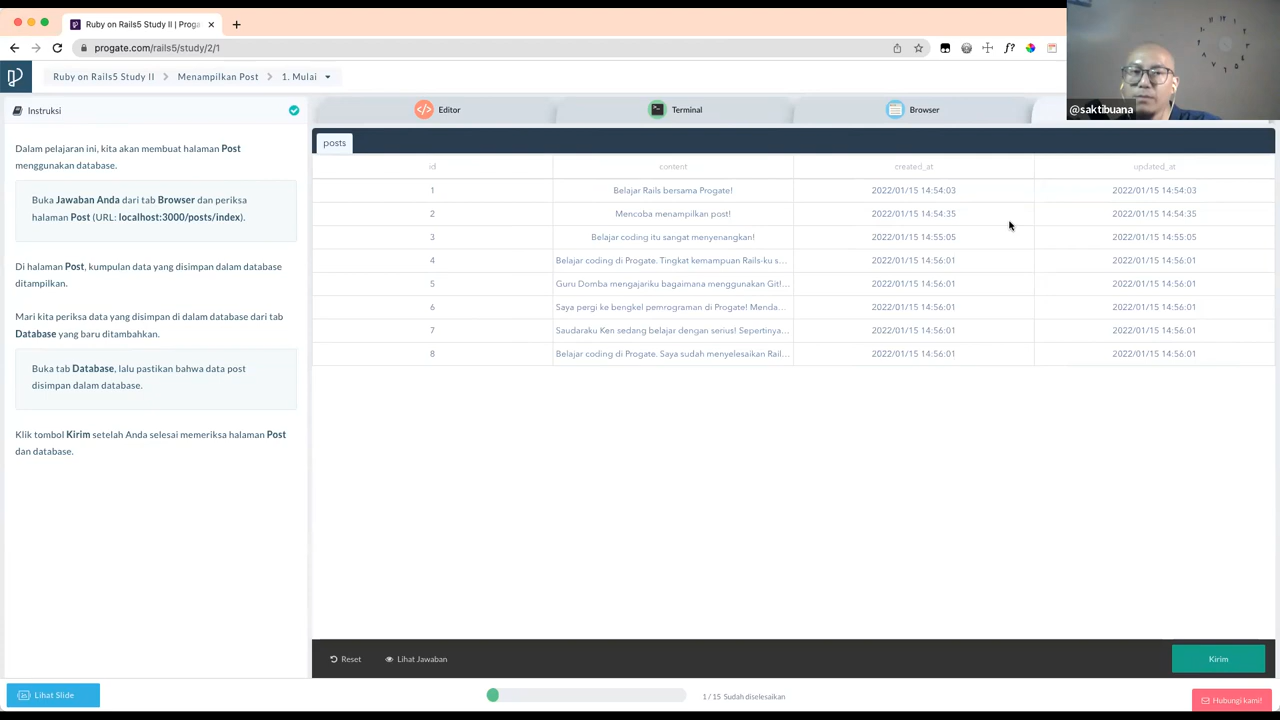 Ruby on Rails5 Study II | Proga
progate.com/rails5/study/2/1
Ruby on Rails5 Study II
Menampilkan Post
1. Mulai
@saktibuana
Instruksi
Dalam pelajaran ini, kita akan membuat halaman Post
menggunakan database.
Buka Jawaban Anda dari tab Browser dan periksa
halaman Post (URL: localhost:3000/posts/index).
Di halaman Post, kumpulan data yang disimpan dalam database
ditampilkan.
Mari kita periksa data yang disimpan di dalam database dari tab
Database yang baru ditambahkan.
Buka tab Database, lalu pastikan bahwa data post
disimpan dalam database.
Klik tombol Kirim setelah Anda selesai memeriksa halaman Post
dan database.
Editor
Terminal
Browser
posts
id content created_at updated_at
1 Belajar Rails bersama Progate! 2022/01/15 14:54:03 2022/01/15 14:54:03
2 Mencoba menampilkan post! 2022/01/15 14:54:35 2022/01/15 14:54:35
3 Belajar coding itu sangat menyenangkan! 2022/01/15 14:55:05 2022/01/15 14:55:05
4 Belajar coding di Progate. Tingkat kemampuan Rails-ku s... 2022/01/15 14:56:01 2022/01/15 14:56:01
5 Guru Domba mengajariku bagaimana menggunakan Git!... 2022/01/15 14:56:01 2022/01/15 14:56:01
6 Saya pergi ke bengkel pemrograman di Progate! Menda... 2022/01/15 14:56:01 2022/01/15 14:56:01
7 Saudaraku Ken sedang belajar dengan serius! Sepertinya... 2022/01/15 14:56:01 2022/01/15 14:56:01
8 Belajar coding di Progate. Saya sudah menyelesaikan Rail... 2022/01/15 14:56:01 2022/01/15 14:56:01
Reset
Lihat Jawaban
Kirim
Lihat Slide
1 / 15 Sudah diselesaikan
Hubungi kami!